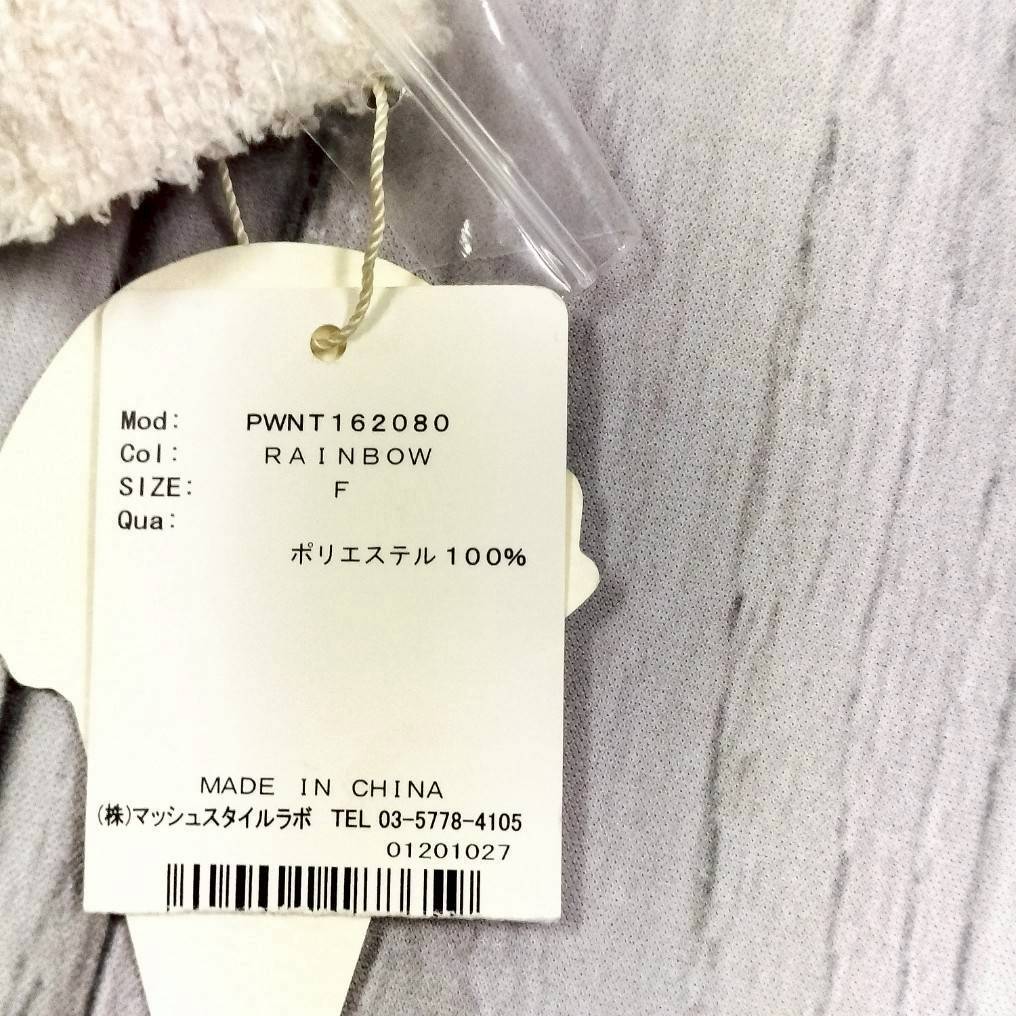 Mod: PWNT162080
Col: RAINBOW
SIZE: F
Qua:
ポリエステル100%
MADE IN CHINA
(株)マッシュスタイルラボ TEL 03-5778-4105
01201027